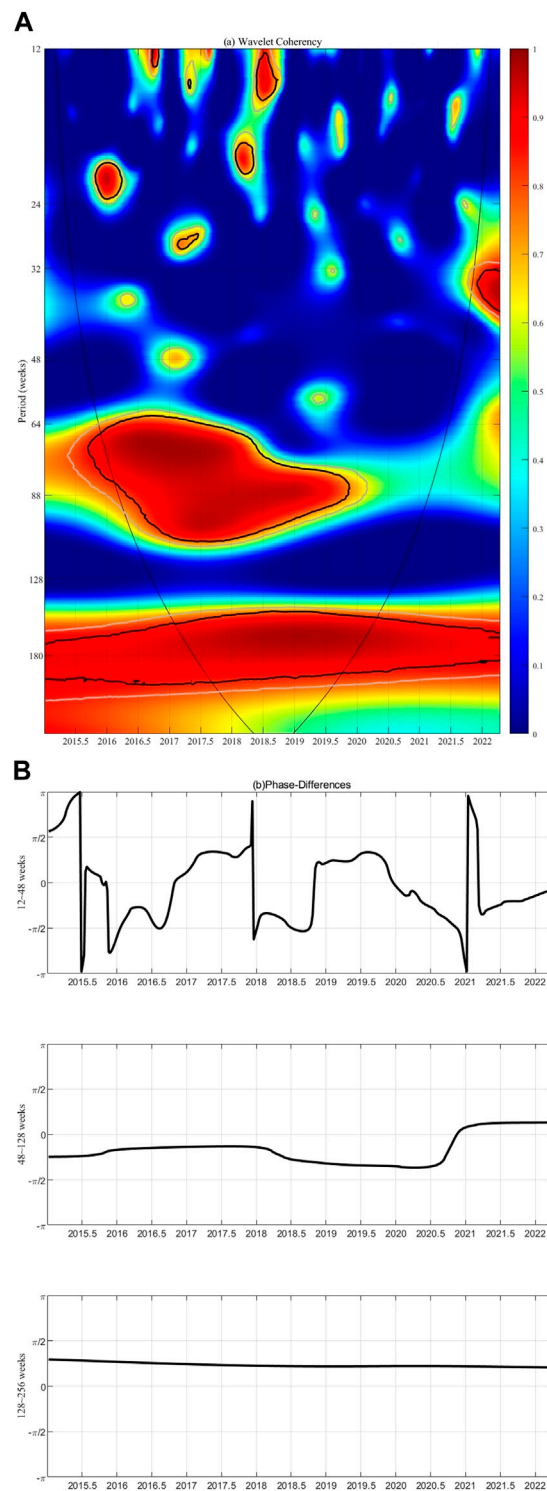 A
(a) Wavelet Coherency
12
24
32
48
64
88
128
180
Period (weeks)
2015.5 2016 2016.5 2017 2017.5 2018 2018.5 2019 2019.5 2020 2020.5 2021 2021.5 2022
1
0.9
0.8
0.7
0.6
0.5
0.4
0.3
0.2
0.1
0
B
(b)Phase-Differences
π
π/2
0
-π/2
-π
12~48 weeks
2015.5 2016 2016.5 2017 2017.5 2018 2018.5 2019 2019.5 2020 2020.5 2021 2021.5 2022
π
π/2
0
-π/2
-π
48~128 weeks
2015.5 2016 2016.5 2017 2017.5 2018 2018.5 2019 2019.5 2020 2020.5 2021 2021.5 2022
π
π/2
0
-π/2
-π
128~256 weeks
2015.5 2016 2016.5 2017 2017.5 2018 2018.5 2019 2019.5 2020 2020.5 2021 2021.5 2022